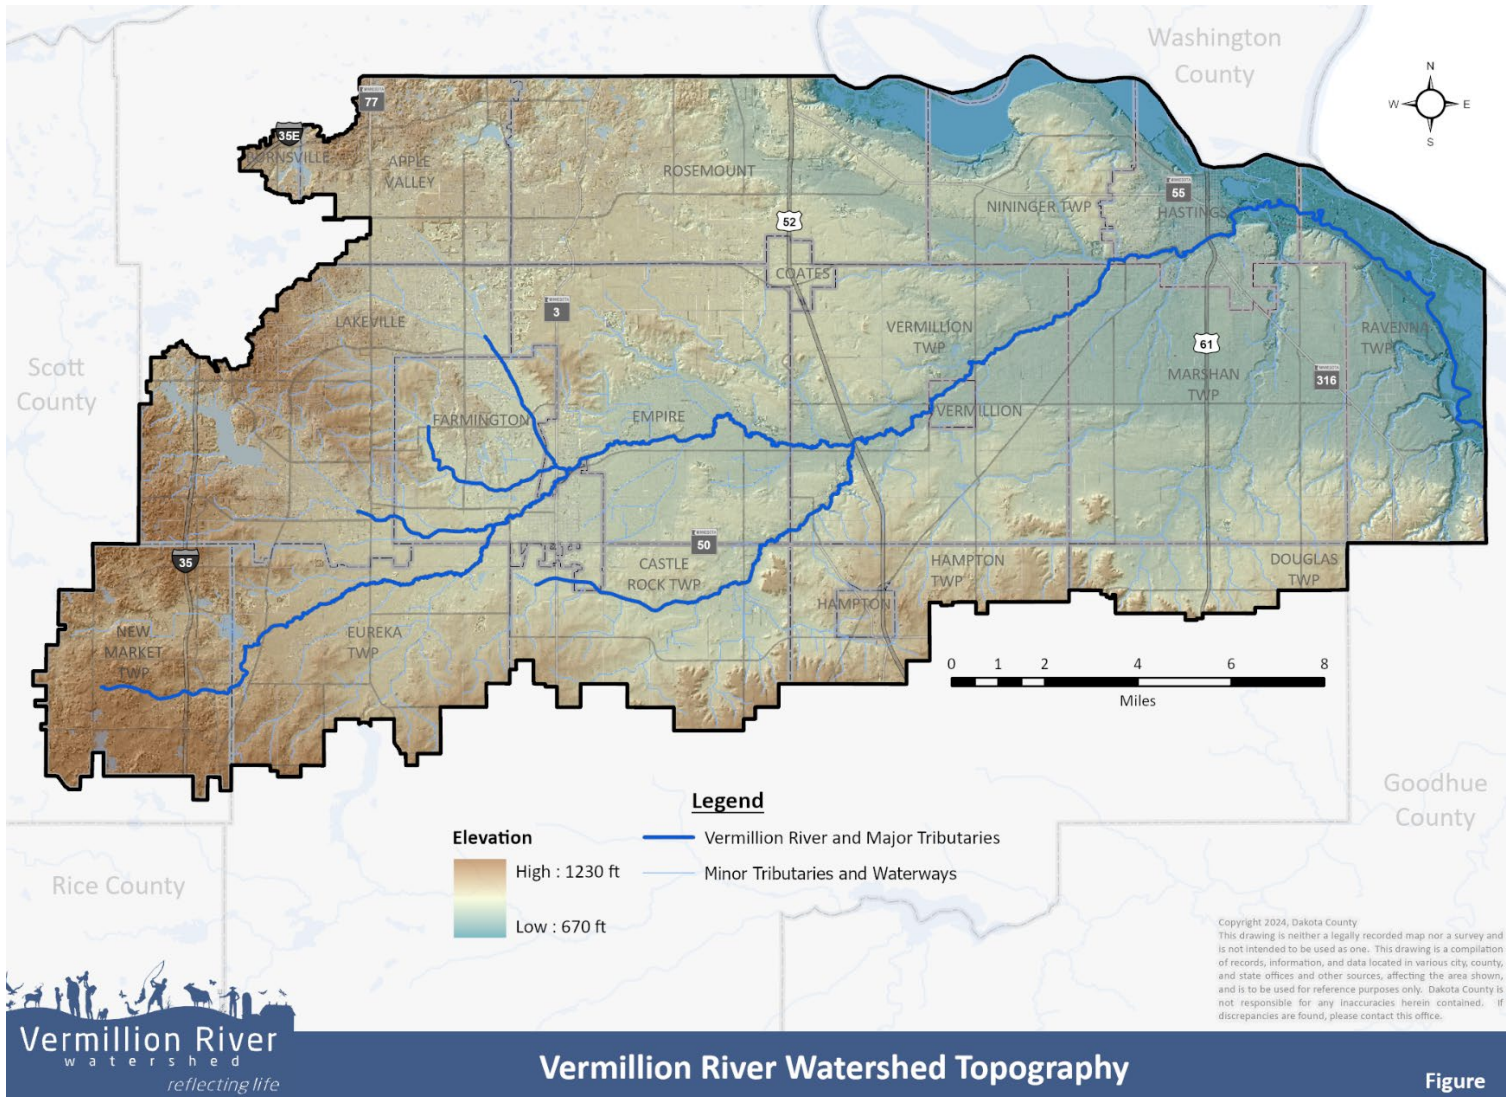 Washington
County
N
W
E
S
77
35E
BURNSVILLE
APPLE
VALLEY
ROSEMOUNT
55
NININGER TWP
HASTINGS
52
COATES
3
LAKEVILLE
VERMILLION
TWP
RAVENNA
TWP
61
MARSHAN
TWP
316
Scott
County
FARMINGTON
EMPIRE
VERMILLION
50
CASTLE
ROCK TWP
HAMPTON
TWP
DOUGLAS
TWP
35
HAMPTON
NEW
MARKET
TWP
EUREKA
TWP
0 1 2 4 6 8
Miles
Goodhue
County
Rice County
Legend
Elevation
High : 1230 ft
Low : 670 ft
Vermillion River and Major Tributaries
Minor Tributaries and Waterways
Copyright 2024, Dakota County
This drawing is neither a legally recorded map nor a survey and
is not intended to be used as one. This drawing is a compilation
of records, information, and data located in various city, county,
and state offices and other sources, affecting the area shown,
and is to be used for reference purposes only. Dakota County is
not responsible for any inaccuracies herein contained. If
discrepancies are found, please contact this office.
Vermillion River
watershed
reflecting life
Vermillion River Watershed Topography
Figure